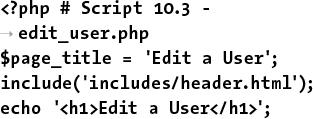 <?php # Script 10.3 -
→ edit_user.php
$page_title = 'Edit a User';
include('includes/header.html');
echo '<h1>Edit a User</h1>';